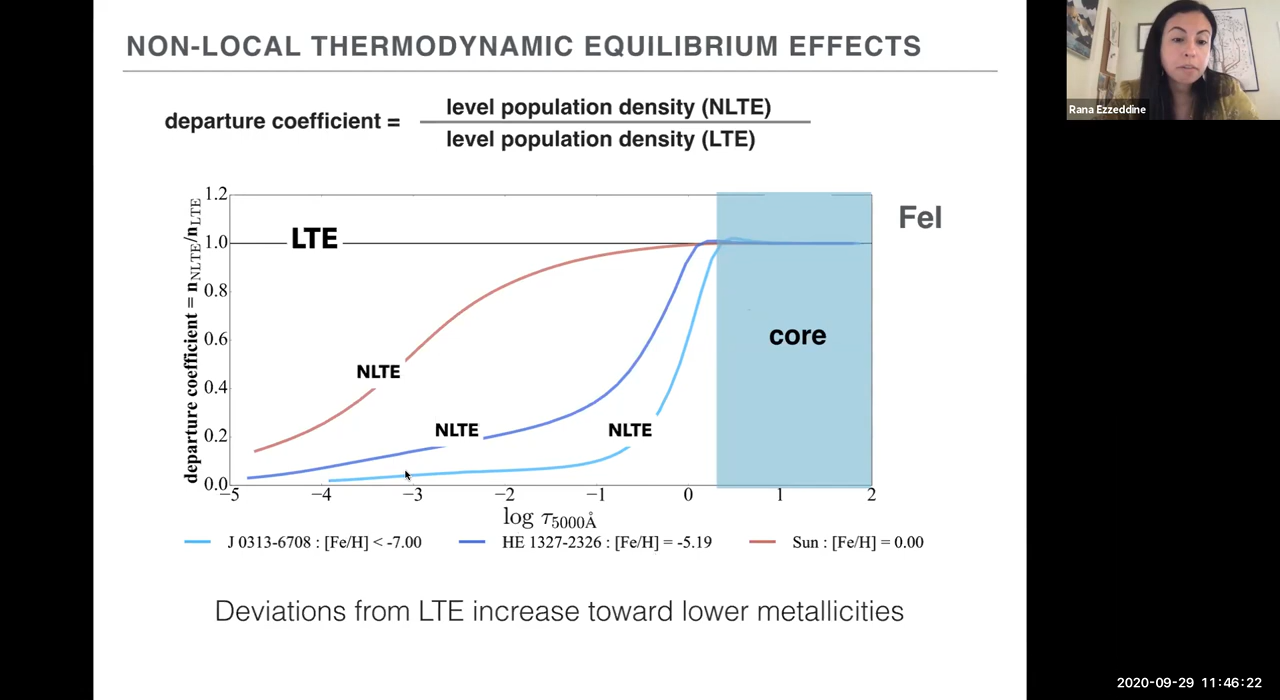 NON-LOCAL THERMODYNAMIC EQUILIBRIUM EFFECTS
Rana Ezzeddine
departure coefficient =
level population density (NLTE)
level population density (LTE)
FeI
departure coefficient = n_NLTE/n_LTE
1.2
1.0
0.8
0.6
0.4
0.2
0.0
LTE
NLTE
NLTE
NLTE
core
−5 −4 −3 −2 −1 0 1 2
log τ5000Å
J 0313-6708 : [Fe/H] < -7.00 HE 1327-2326 : [Fe/H] = -5.19 Sun : [Fe/H] = 0.00
Deviations from LTE increase toward lower metallicities
2020-09-29 11:46:22